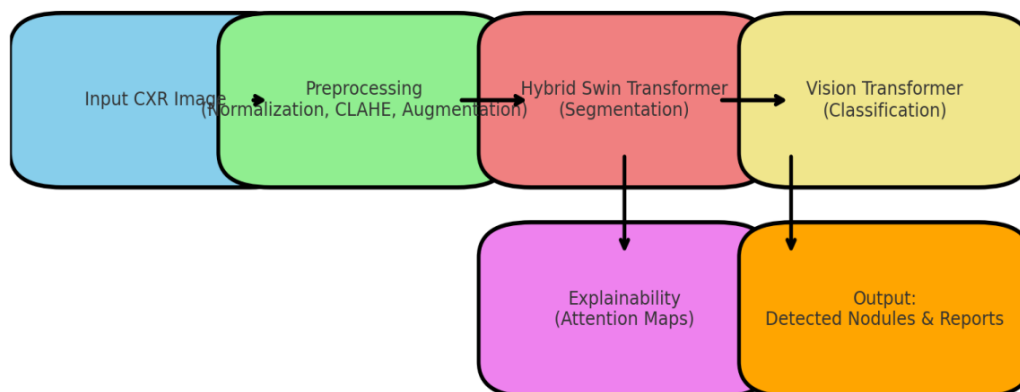 Input CXR Image
Preprocessing
(Normalization, CLAHE, Augmentation)
Hybrid Swin Transformer
(Segmentation)
Vision Transformer
(Classification)
Explainability
(Attention Maps)
Output:
Detected Nodules & Reports